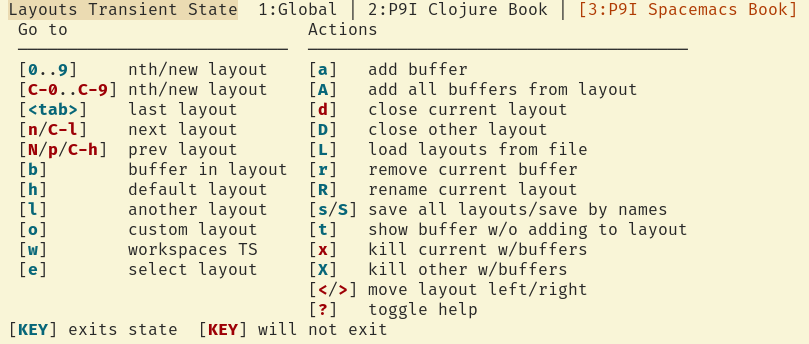 Layouts Transient State  1:Global | 2:P9I Clojure Book | [3:P9I Spacemacs Book]
Go to                         Actions
[0..9]     nth/new layout     [a]   add buffer
[C-0..C-9] nth/new layout     [A]   add all buffers from layout
[<tab>]    last layout        [d]   close current layout
[n/C-l]    next layout        [D]   close other layout
[N/p/C-h]  prev layout        [L]   load layouts from file
[b]        buffer in layout   [r]   remove current buffer
[h]        default layout     [R]   rename current layout
[l]        another layout     [s/S] save all layouts/save by names
[o]        custom layout      [t]   show buffer w/o adding to layout
[w]        workspaces TS      [x]   kill current w/buffers
[e]        select layout      [X]   kill other w/buffers
[</>] move layout left/right
[?]   toggle help
[KEY] exits state  [KEY] will not exit